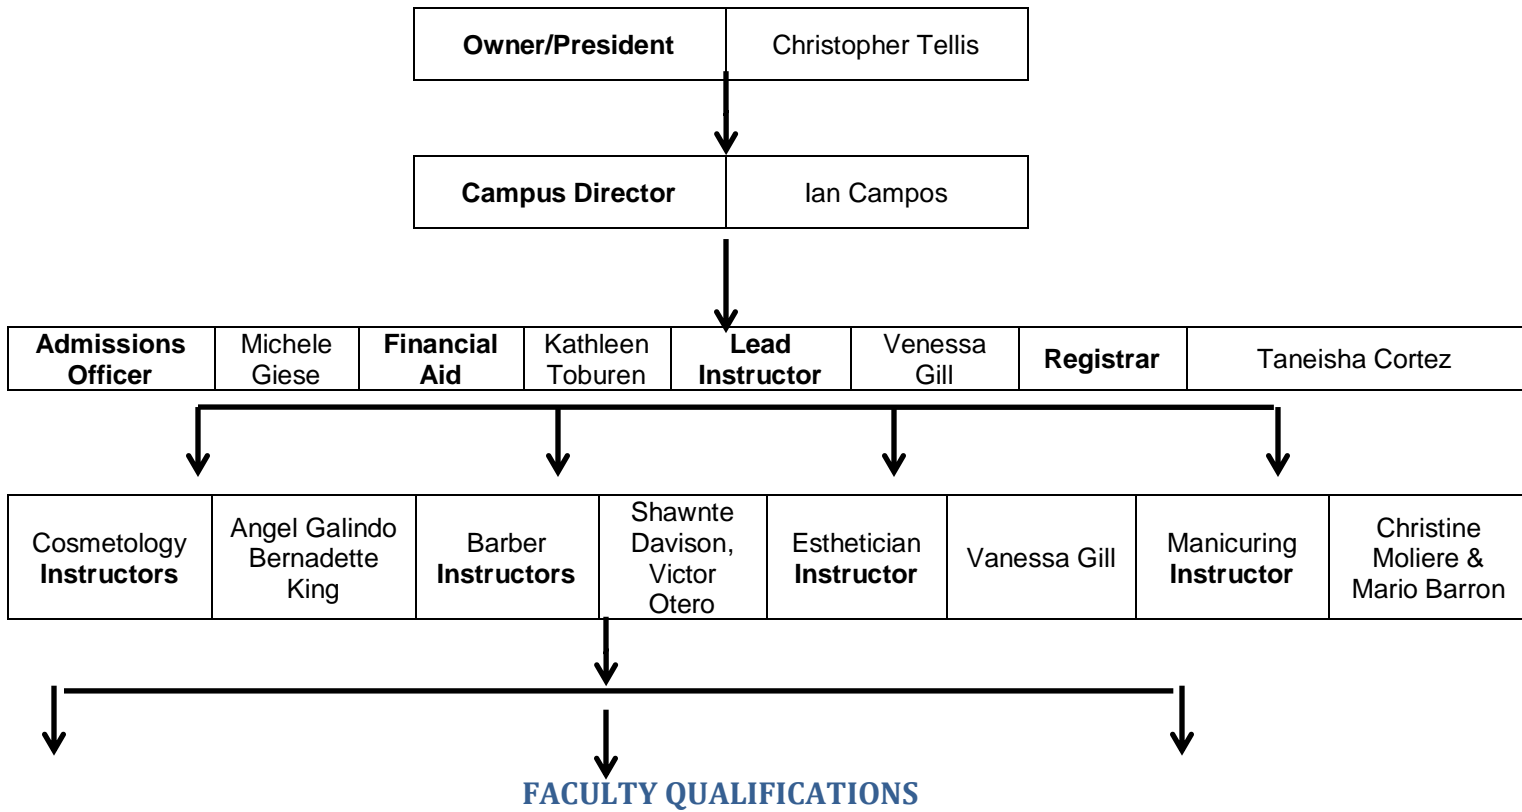 Owner/President
Christopher Tellis
Campus Director
Ian Campos
Admissions
Officer
Michele
Giese
Financial
Aid
Kathleen
Toburen
Lead
Instructor
Venessa
Gill
Registrar
Taneisha Cortez
Cosmetology
Instructors
Angel Galindo
Bernadette
King
Barber
Instructors
Shawnte
Davison,
Victor
Otero
Esthetician
Instructor
Vanessa Gill
Manicuring
Instructor
Christine
Moliere &
Mario Barron
FACULTY QUALIFICATIONS